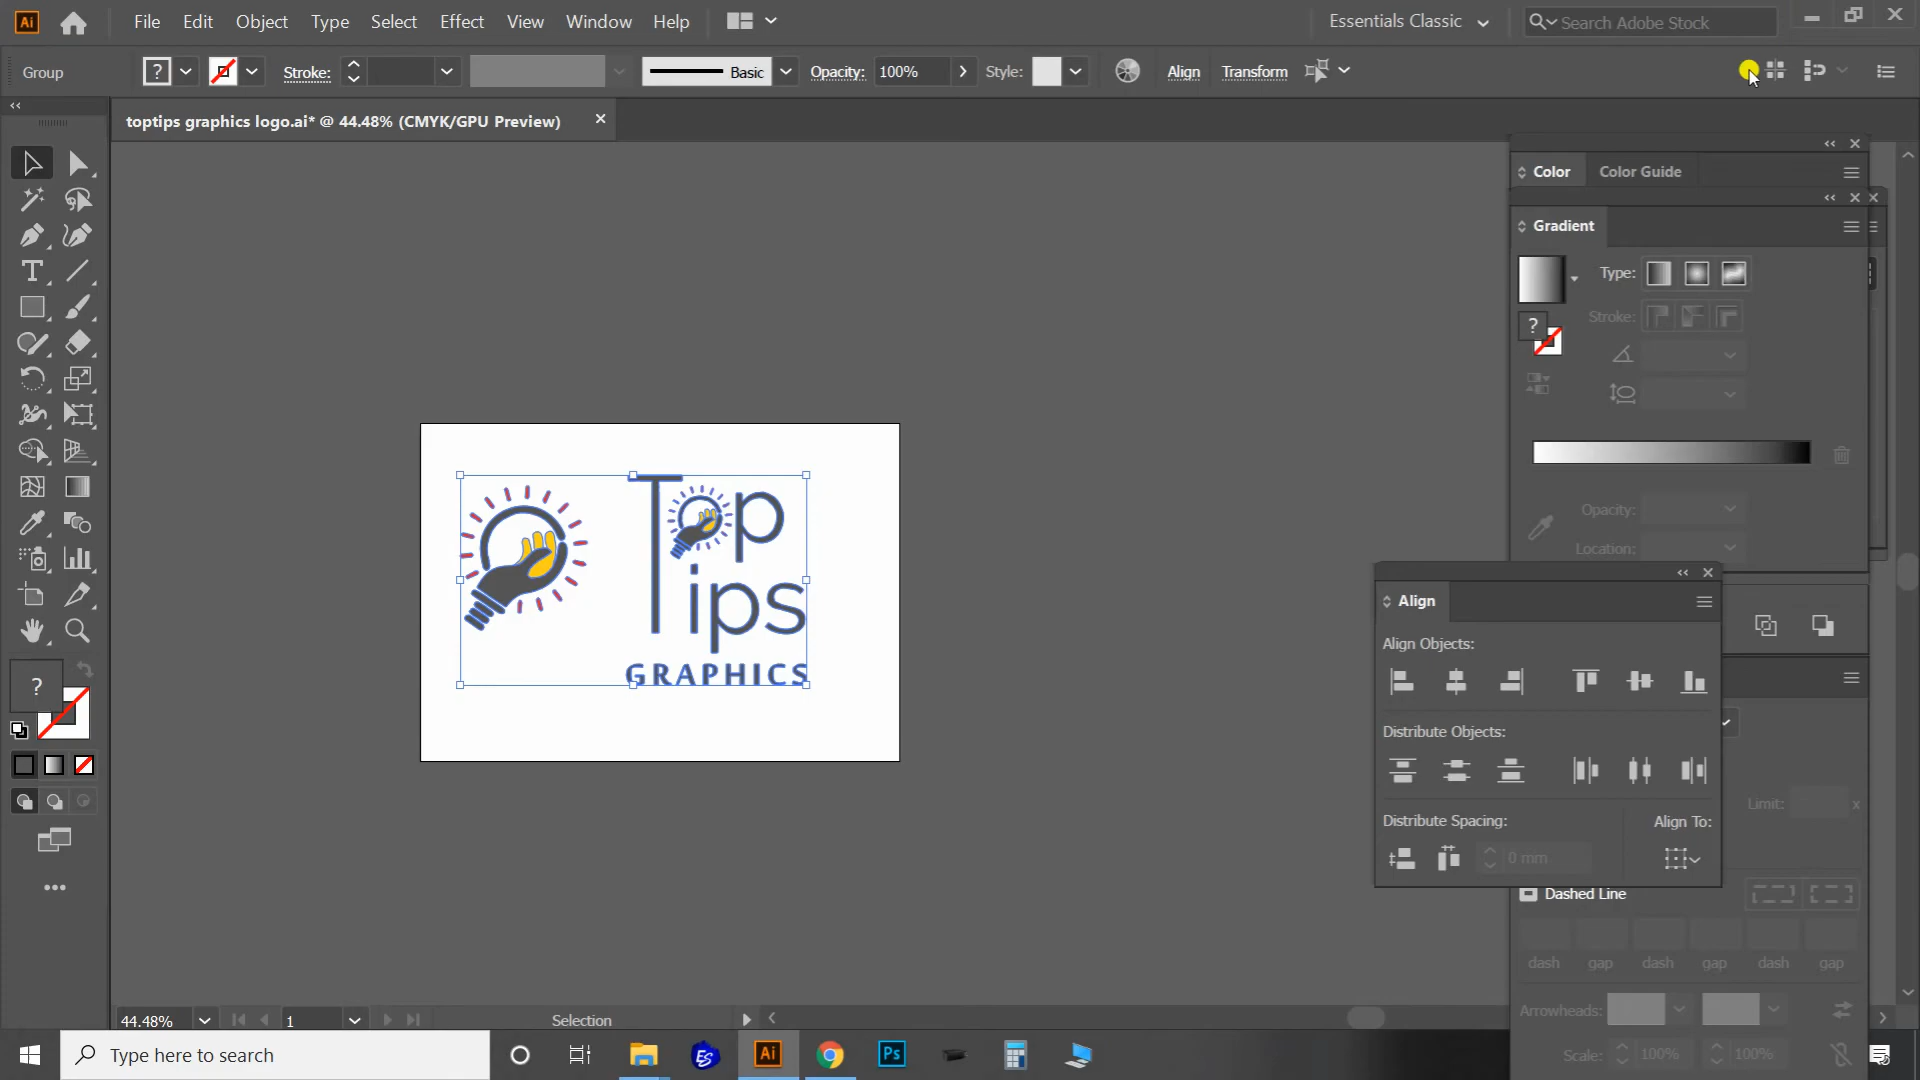 File Edit Object Type Select Effect View Window Help
Essentials Classic
Search Adobe Stock
Group
?
Stroke:
Basic
Opacity:
100%
Style:
Align
Transform
toptips graphics logo.ai* @ 44.48% (CMYK/GPU Preview)
Color
Color Guide
Gradient
Type:
?
Stroke:
Opacity:
Location:
Top
Tips
GRAPHICS
Align
Align Objects:
Distribute Objects:
Distribute Spacing:
Align To:
0 mm
Limit:
x
Dashed Line
dash gap dash gap dash gap
Arrowheads:
Scale:
100%
100%
?
44.48%
1
Selection
Type here to search
Es
Ai
Ps